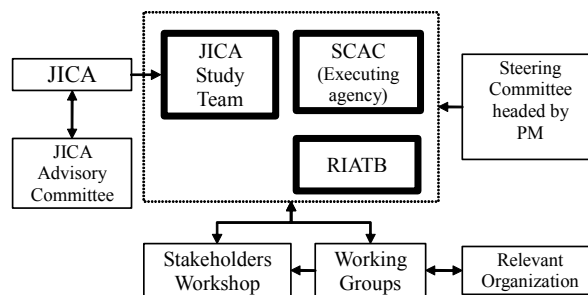 JICA
JICA
Advisory
Committee
JICA
Study
Team
SCAC
(Executing
agency)
RIATB
Steering
Committee
headed by
PM
Stakeholders
Workshop
Working
Groups
Relevant
Organization